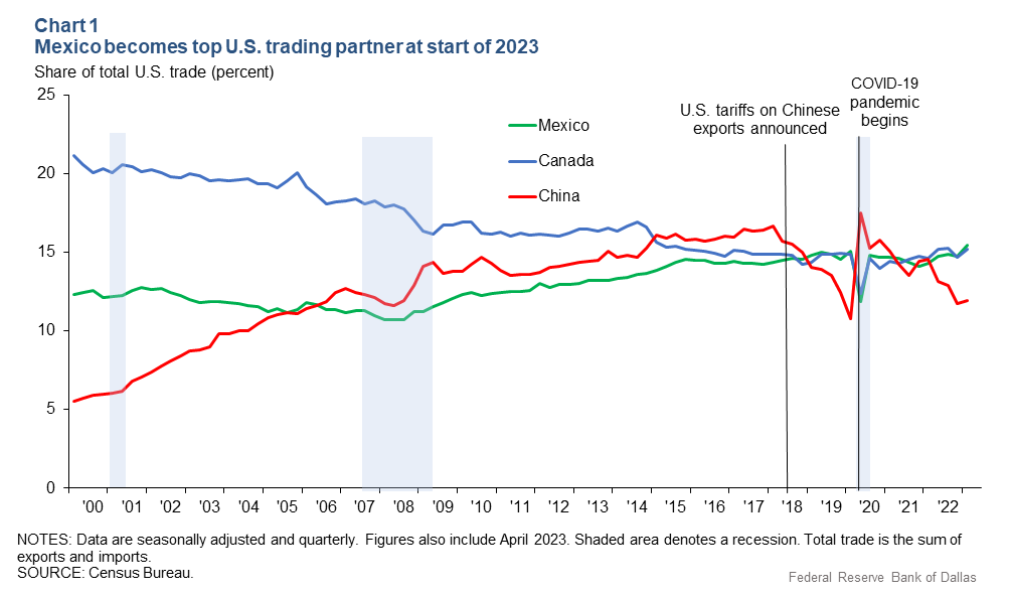 Chart 1
Mexico becomes top U.S. trading partner at start of 2023
Share of total U.S. trade (percent)
25
20
15
10
5
0
Mexico
Canada
China
U.S. tariffs on Chinese
exports announced
COVID-19
pandemic
begins
'00 '01 '02 '03 '04 '05 '06 '07 '08 '09 '10 '11 '12 '13 '14 '15 '16 '17 '18 '19 '20 '21 '22
NOTES: Data are seasonally adjusted and quarterly. Figures also include April 2023. Shaded area denotes a recession. Total trade is the sum of
exports and imports.
SOURCE: Census Bureau.
Federal Reserve Bank of Dallas